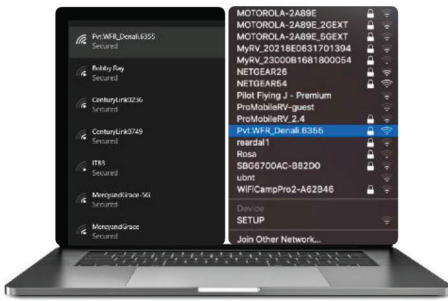 Pvt.WFR_Denali.6355
Secured
Bobby Ray
Secured
CenturyLink0236
Secured
CenturyLink0749
Secured
ITBS
Secured
MercyandGrace-5G
Secured
MercyandGrace
Secured
MOTOROLA-2A89E
MOTOROLA-2A89E_2GEXT
MOTOROLA-2A89E_5GEXT
MyRV_20218E0631701394
MyRV_23000B1681800054
NETGEAR26
NETGEAR54
Pilot Flying J - Premium
ProMobileRV-guest
ProMobileRV_2.4
Pvt.WFR_Denali.6355
reardal1
Rosa
SBG6700AC-B82D0
ubnt
WiFiCampPro2-A62B46
Device
SETUP
Join Other Network...